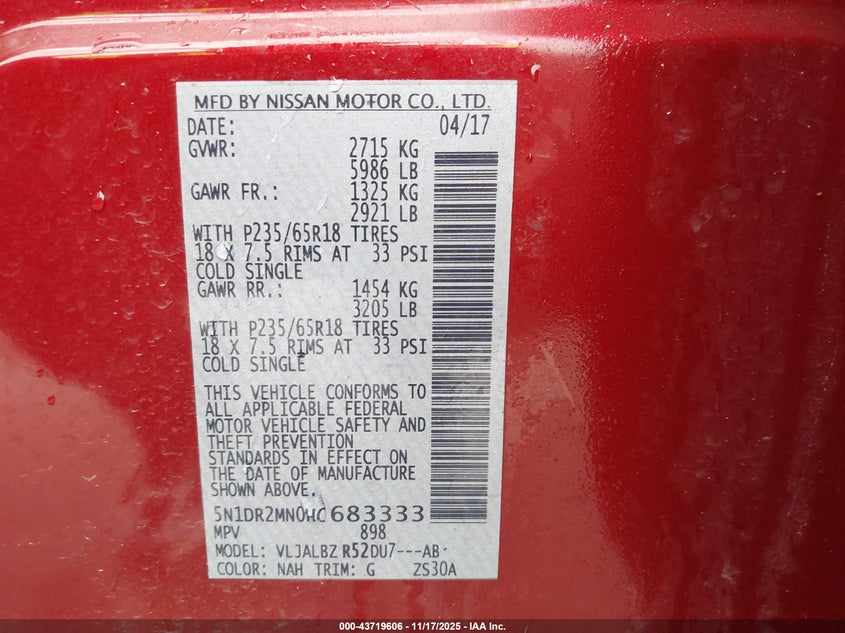 MFD BY NISSAN MOTOR CO., LTD.
DATE: 04/17
GVWR: 2715 KG
5986 LB
GAWR FR.: 1325 KG
2921 LB
WITH P235/65R18 TIRES
18 X 7.5 RIMS AT 33 PSI
COLD SINGLE
GAWR RR.: 1454 KG
3205 LB
WITH P235/65R18 TIRES
18 X 7.5 RIMS AT 33 PSI
COLD SINGLE
THIS VEHICLE CONFORMS TO
ALL APPLICABLE FEDERAL
MOTOR VEHICLE SAFETY AND
THEFT PREVENTION
STANDARDS IN EFFECT ON
THE DATE OF MANUFACTURE
SHOWN ABOVE.
5N1DR2MN0HC683333
MPV 898
MODEL: VLJALBZ R52DU7---AB-
COLOR: NAH TRIM: G ZS30A
000-43719606 - 11/17/2025 - IAA Inc.